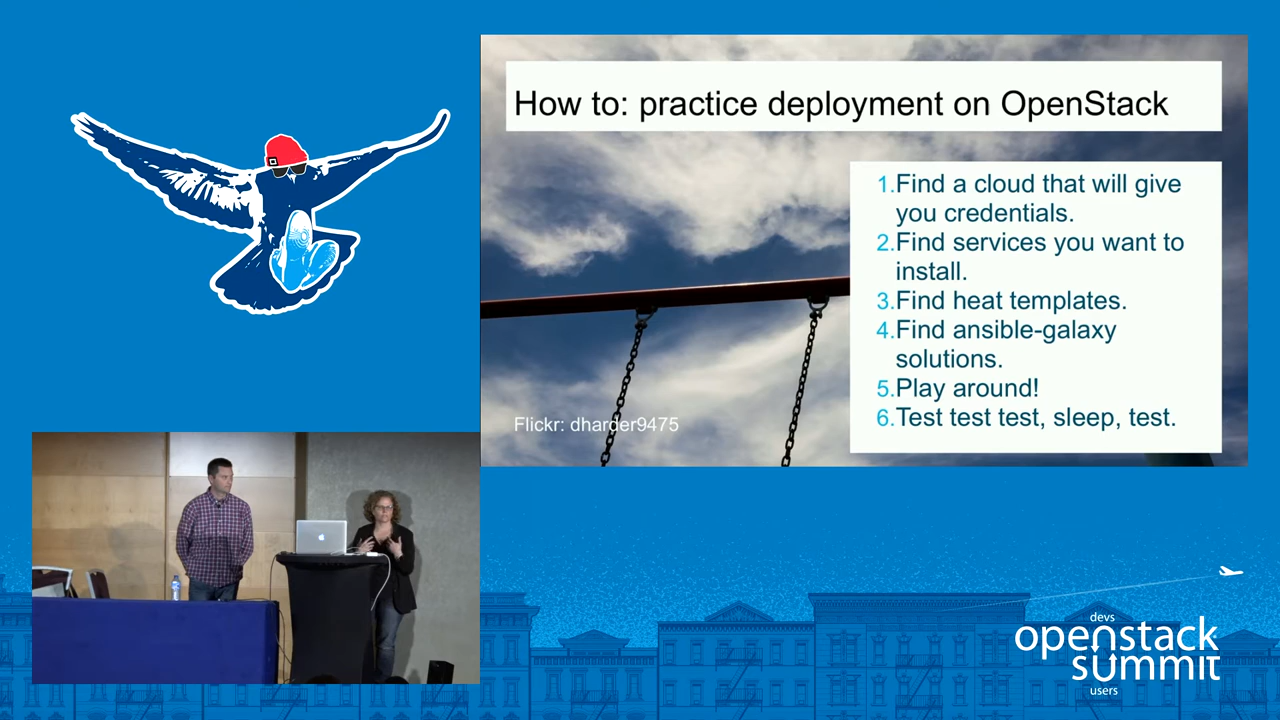 How to: practice deployment on OpenStack
1.Find a cloud that will give
you credentials.
2.Find services you want to
install.
3.Find heat templates.
4.Find ansible-galaxy
solutions.
5.Play around!
6.Test test test, sleep, test.
Flickr: dharder9475
devs
openstack
summit
users